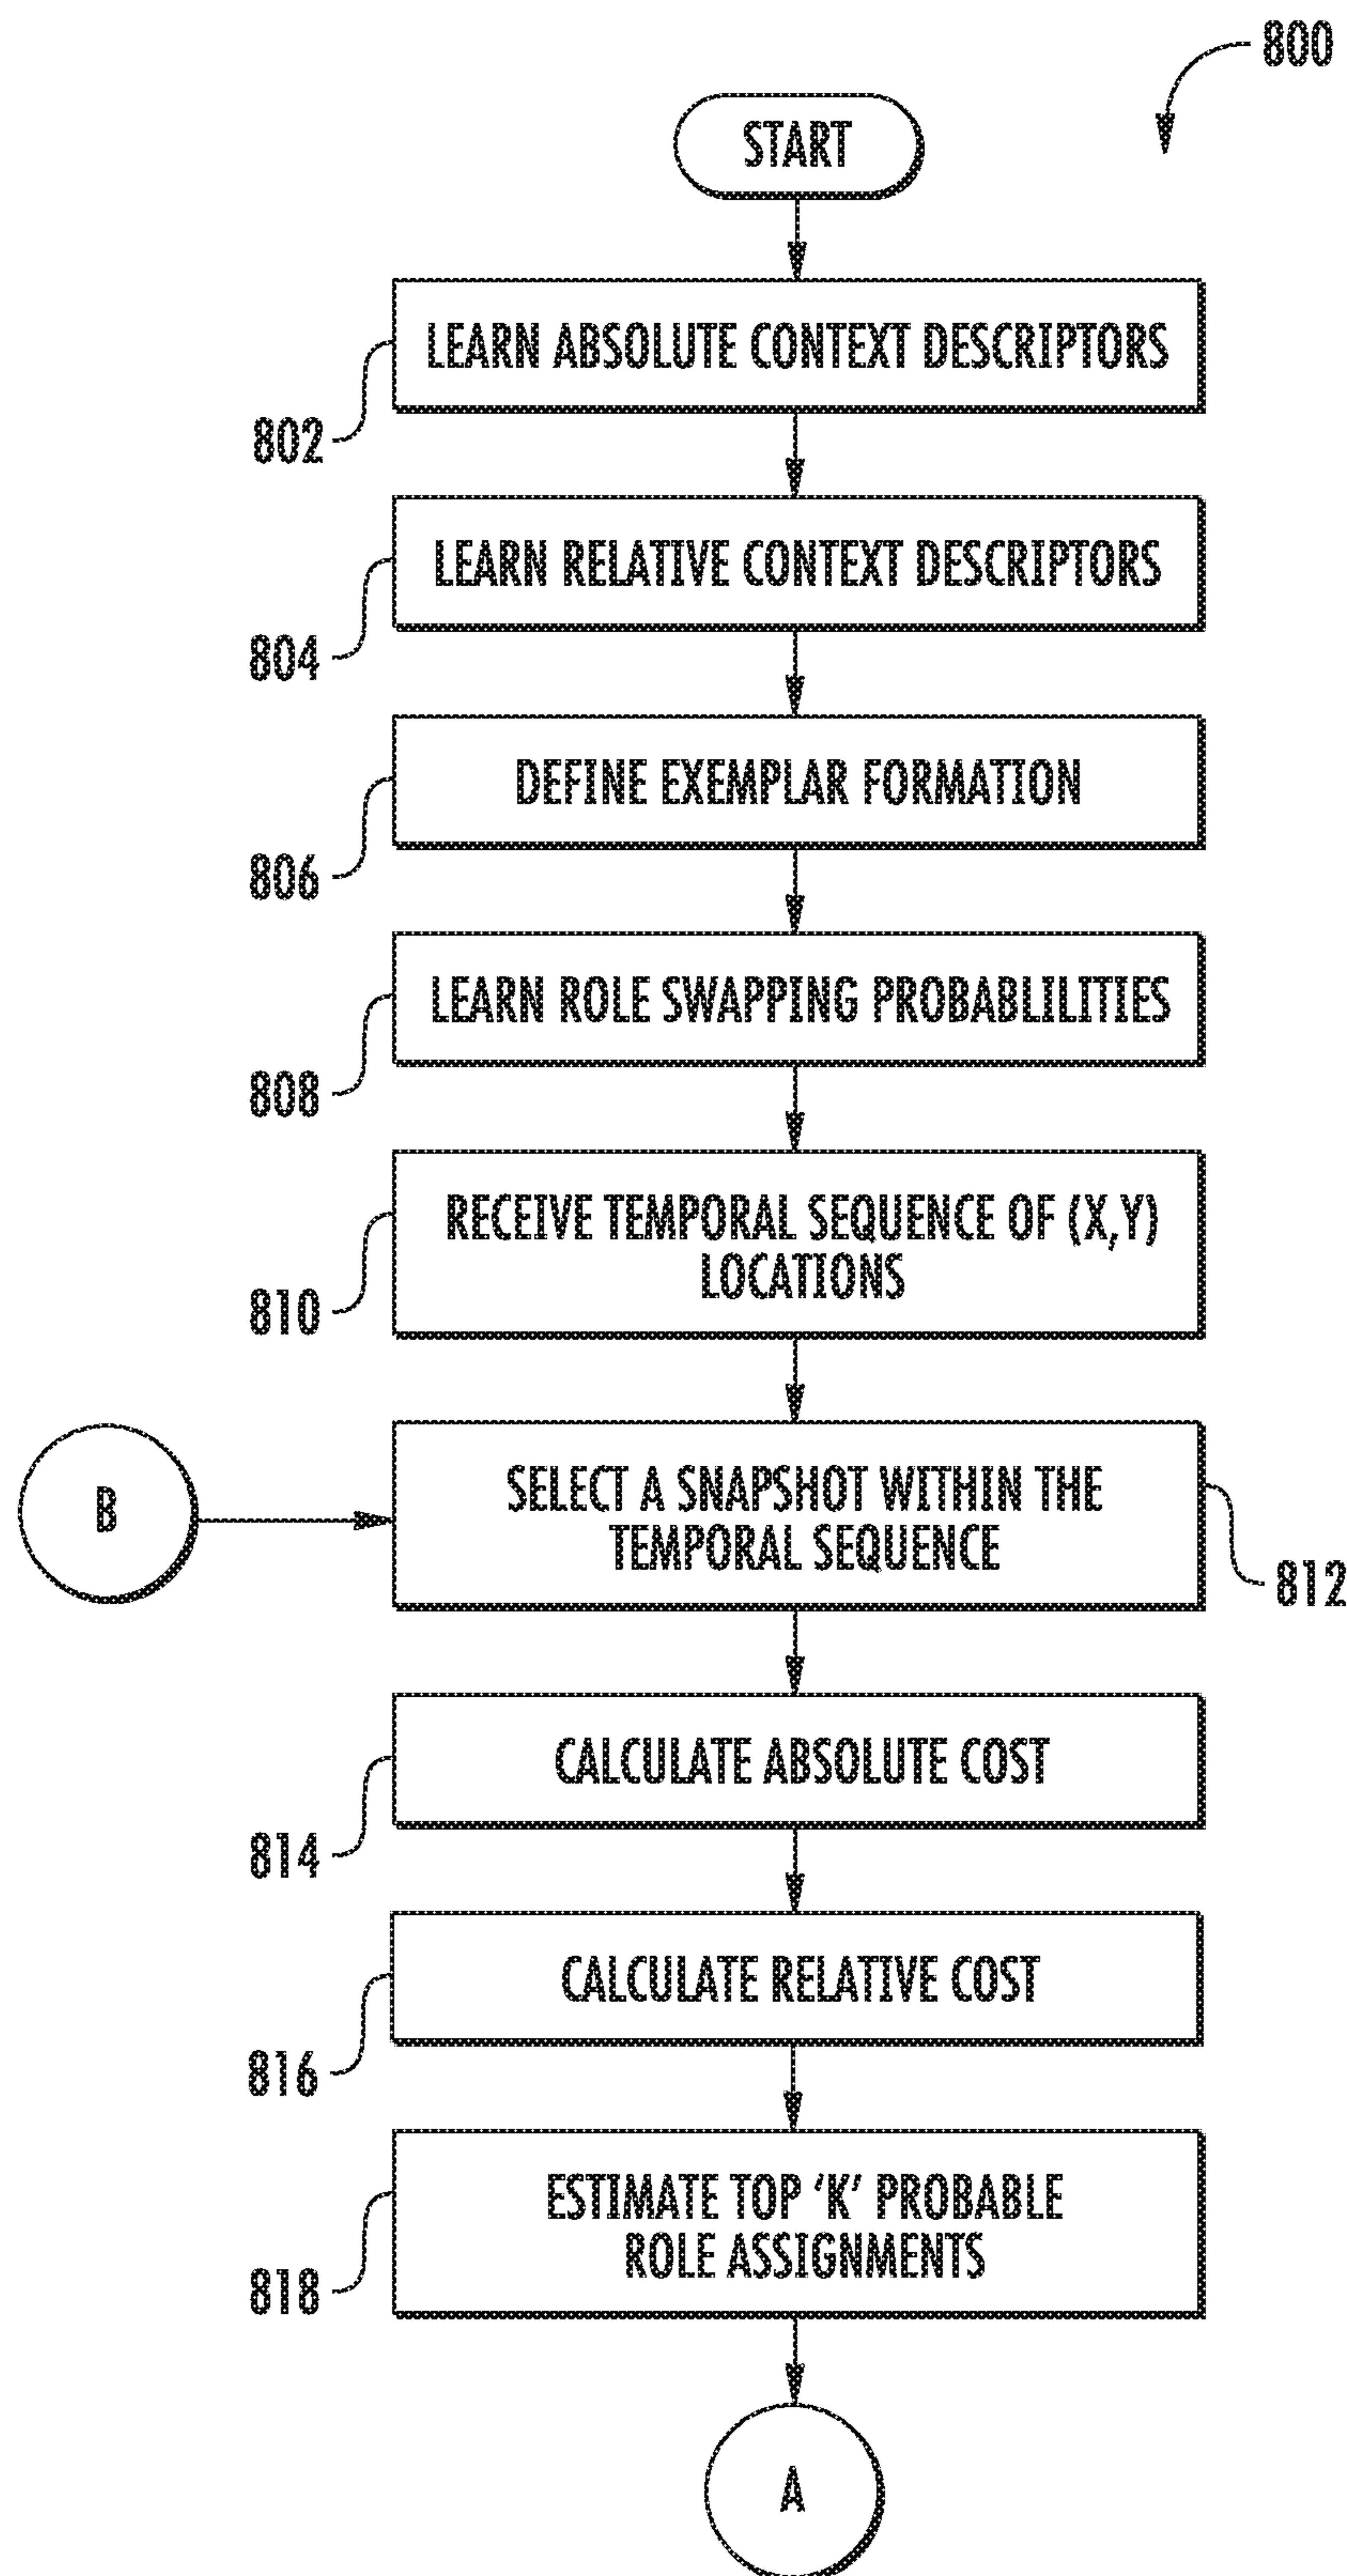 800
START
LEARN ABSOLUTE CONTEXT DESCRIPTORS
802
LEARN RELATIVE CONTEXT DESCRIPTORS
804
DEFINE EXEMPLAR FORMATION
806
LEARN ROLE SWAPPING PROBABLILITIES
808
RECEIVE TEMPORAL SEQUENCE OF (X,Y)
LOCATIONS
810
B
SELECT A SNAPSHOT WITHIN THE
TEMPORAL SEQUENCE
812
CALCULATE ABSOLUTE COST
814
CALCULATE RELATIVE COST
816
ESTIMATE TOP ‘K’ PROBABLE
ROLE ASSIGNMENTS
818
A